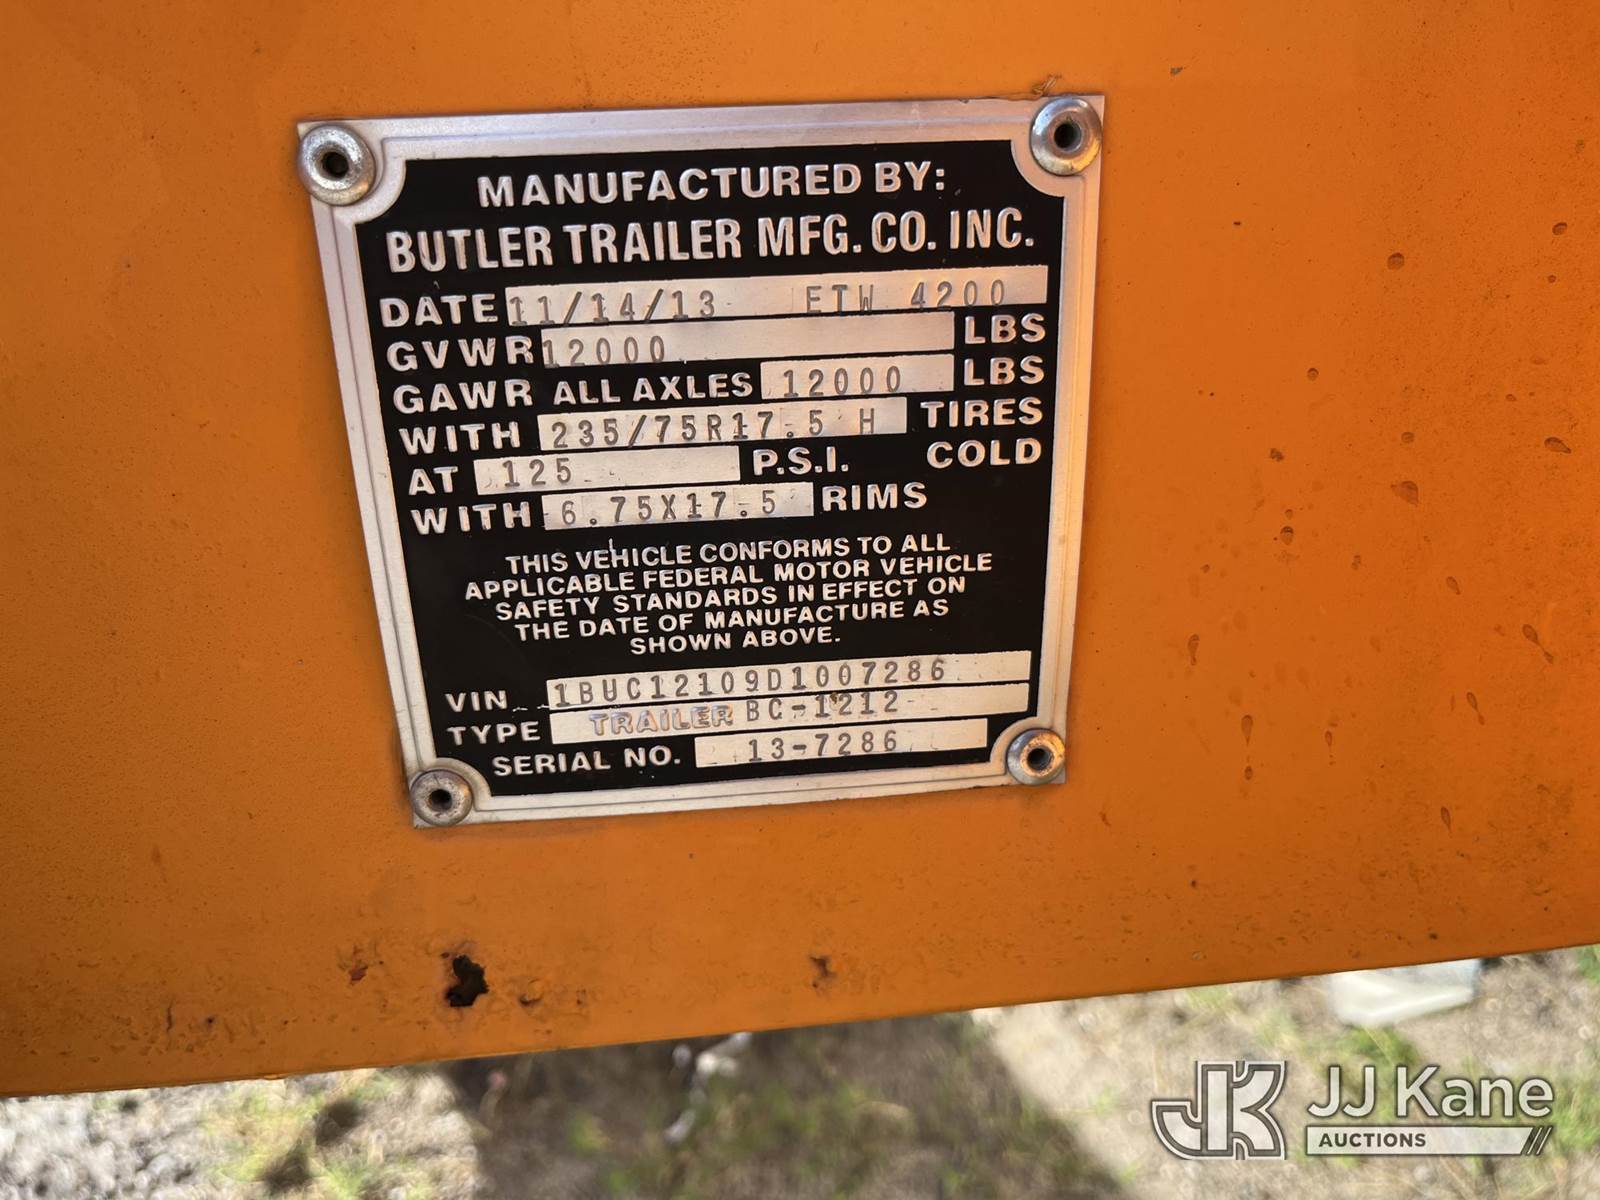 MANUFACTURED BY:
BUTLER TRAILER MFG. CO. INC.
DATE 11/14/13 ETW 4200
GVWR 12000 LBS
GAWR ALL AXLES 12000 LBS
WITH 235/75R17.5 H TIRES
AT 125 P.S.I. COLD
WITH 6.75X17.5 RIMS
THIS VEHICLE CONFORMS TO ALL
APPLICABLE FEDERAL MOTOR VEHICLE
SAFETY STANDARDS IN EFFECT ON
THE DATE OF MANUFACTURE AS
SHOWN ABOVE.
VIN 1BUC12109D1007286
TYPE TRAILER BC-1212
SERIAL NO. 13-7286
JK JJ Kane
AUCTIONS